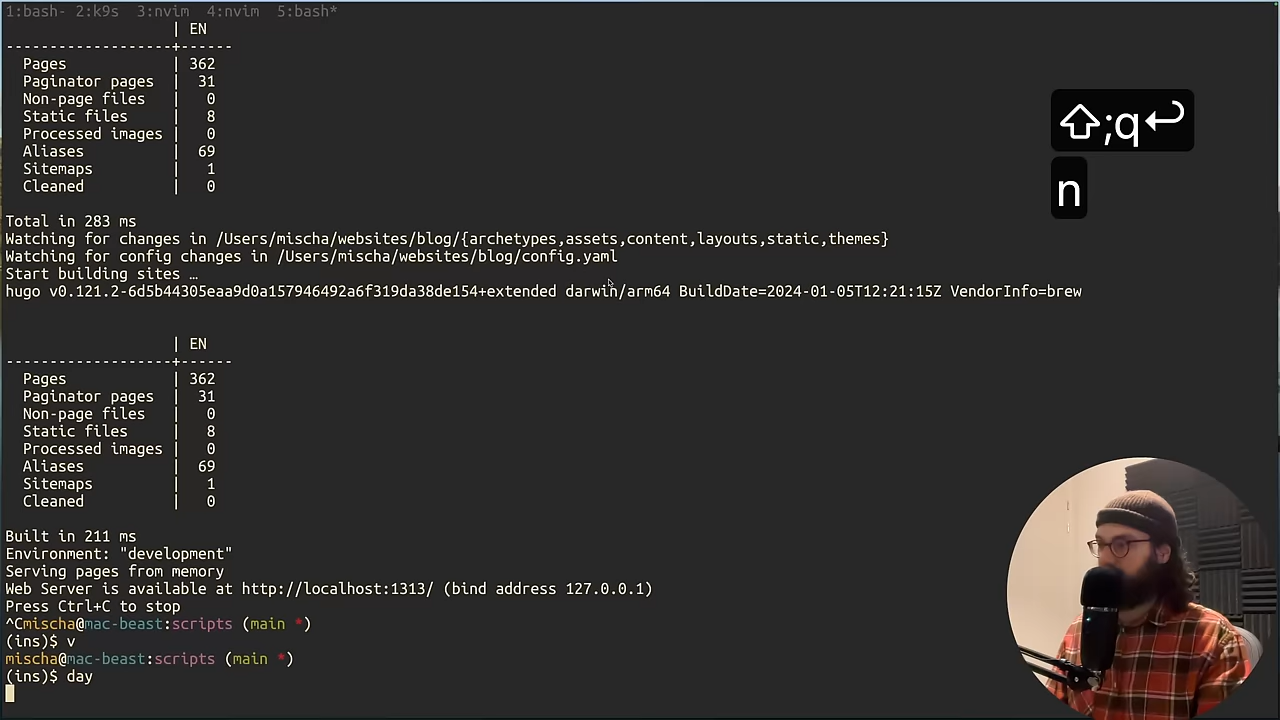 1:bash- 2:k9s  3:nvim  4:nvim  5:bash*
                   | EN
-------------------+------
  Pages            | 362
  Paginator pages  |  31
  Non-page files   |   0
  Static files     |   8
  Processed images |   0
  Aliases          |  69
  Sitemaps         |   1
  Cleaned          |   0
Total in 283 ms
Watching for changes in /Users/mischa/websites/blog/{archetypes,assets,content,layouts,static,themes}
Watching for config changes in /Users/mischa/websites/blog/config.yaml
Start building sites …
hugo v0.121.2-6d5b44305eaa9d0a157946492a6f319da38de154+extended darwin/arm64 BuildDate=2024-01-05T12:21:15Z VendorInfo=brew
                   | EN
-------------------+------
  Pages            | 362
  Paginator pages  |  31
  Non-page files   |   0
  Static files     |   8
  Processed images |   0
  Aliases          |  69
  Sitemaps         |   1
  Cleaned          |   0
Built in 211 ms
Environment: "development"
Serving pages from memory
Web Server is available at http://localhost:1313/ (bind address 127.0.0.1)
Press Ctrl+C to stop
^Cmischa@mac-beast:scripts (main *)
(ins)$ v
mischa@mac-beast:scripts (main *)
(ins)$ day
⇧;q↩
n